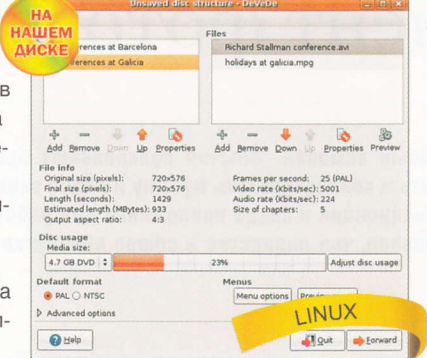 Unsaved disc structure - DeVeDe
НА
НАШЕМ
ДИСКЕ
Files
erences at Barcelona
erences at Galicia
Richard Stallman conference.avi
holidays at galicia.mpg
Add Remove Down Up Properties
Add Remove Down Up Properties Preview
File info
Original size (pixels): 720x576
Final size (pixels): 720x576
Length (seconds): 1429
Estimated length (MBytes): 933
Output aspect ratio: 4:3
Frames per second: 25 (PAL)
Video rate (Kbits/sec): 5001
Audio rate (Kbits/sec): 224
Size of chapters: 5
Disc usage
Media size:
4.7 GB DVD 23% Adjust disc usage
Default format
PAL NTSC
Menus
Menu options
Advanced options
LINUX
Help Quit Forward